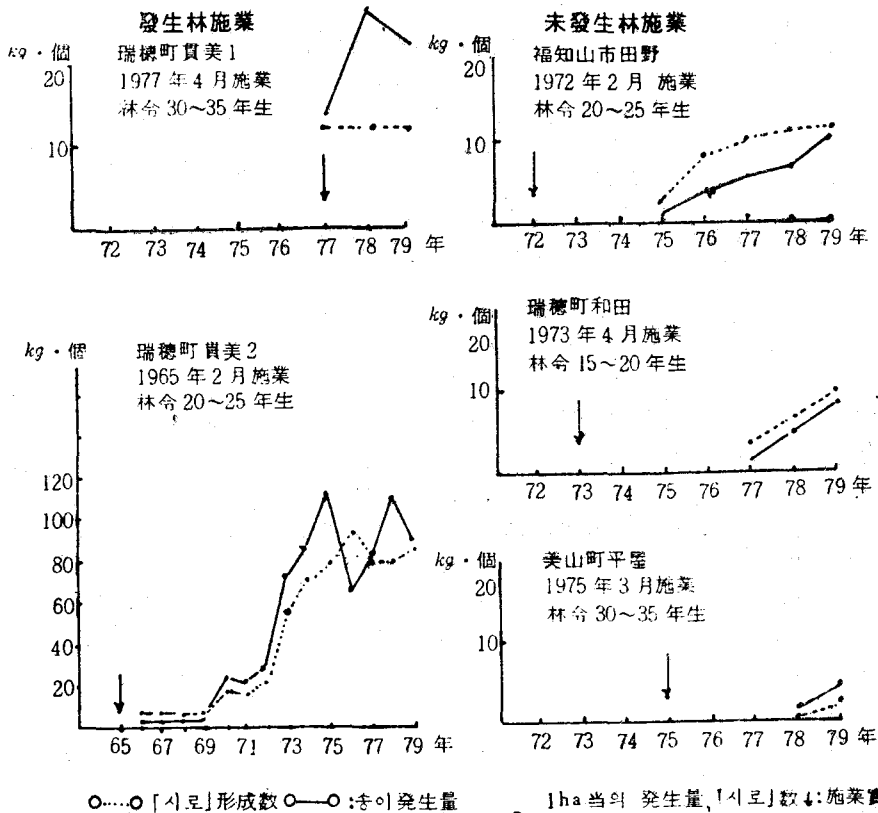 發生林施業
kg・個
瑞穂町貫美1
1977年4月施業
林令30~35年生
20
10
72 73 74 75 76 77 78 79 年
未發生林施業
kg・個
福知山市田野
1972年2月 施業
林令20~25年生
20
10
72 73 74 75 76 77 78 79 年
kg・個
瑞穂町貫美2
1965年2月施業
林令20~25年生
120
100
80
60
40
20
65 67 69 71 73 75 77 79 年
kg・個
瑞穂町和田
1973年4月施業
林令15~20年生
20
10
72 73 74 75 76 77 78 79 年
kg・個
美山町平屋
1975年3月施業
林令30~35年生
20
10
72 73 74 75 76 77 78 79 年
「시로」形成数 :송이発生量
1ha当의 発生量,「시로」数 ↓:施業